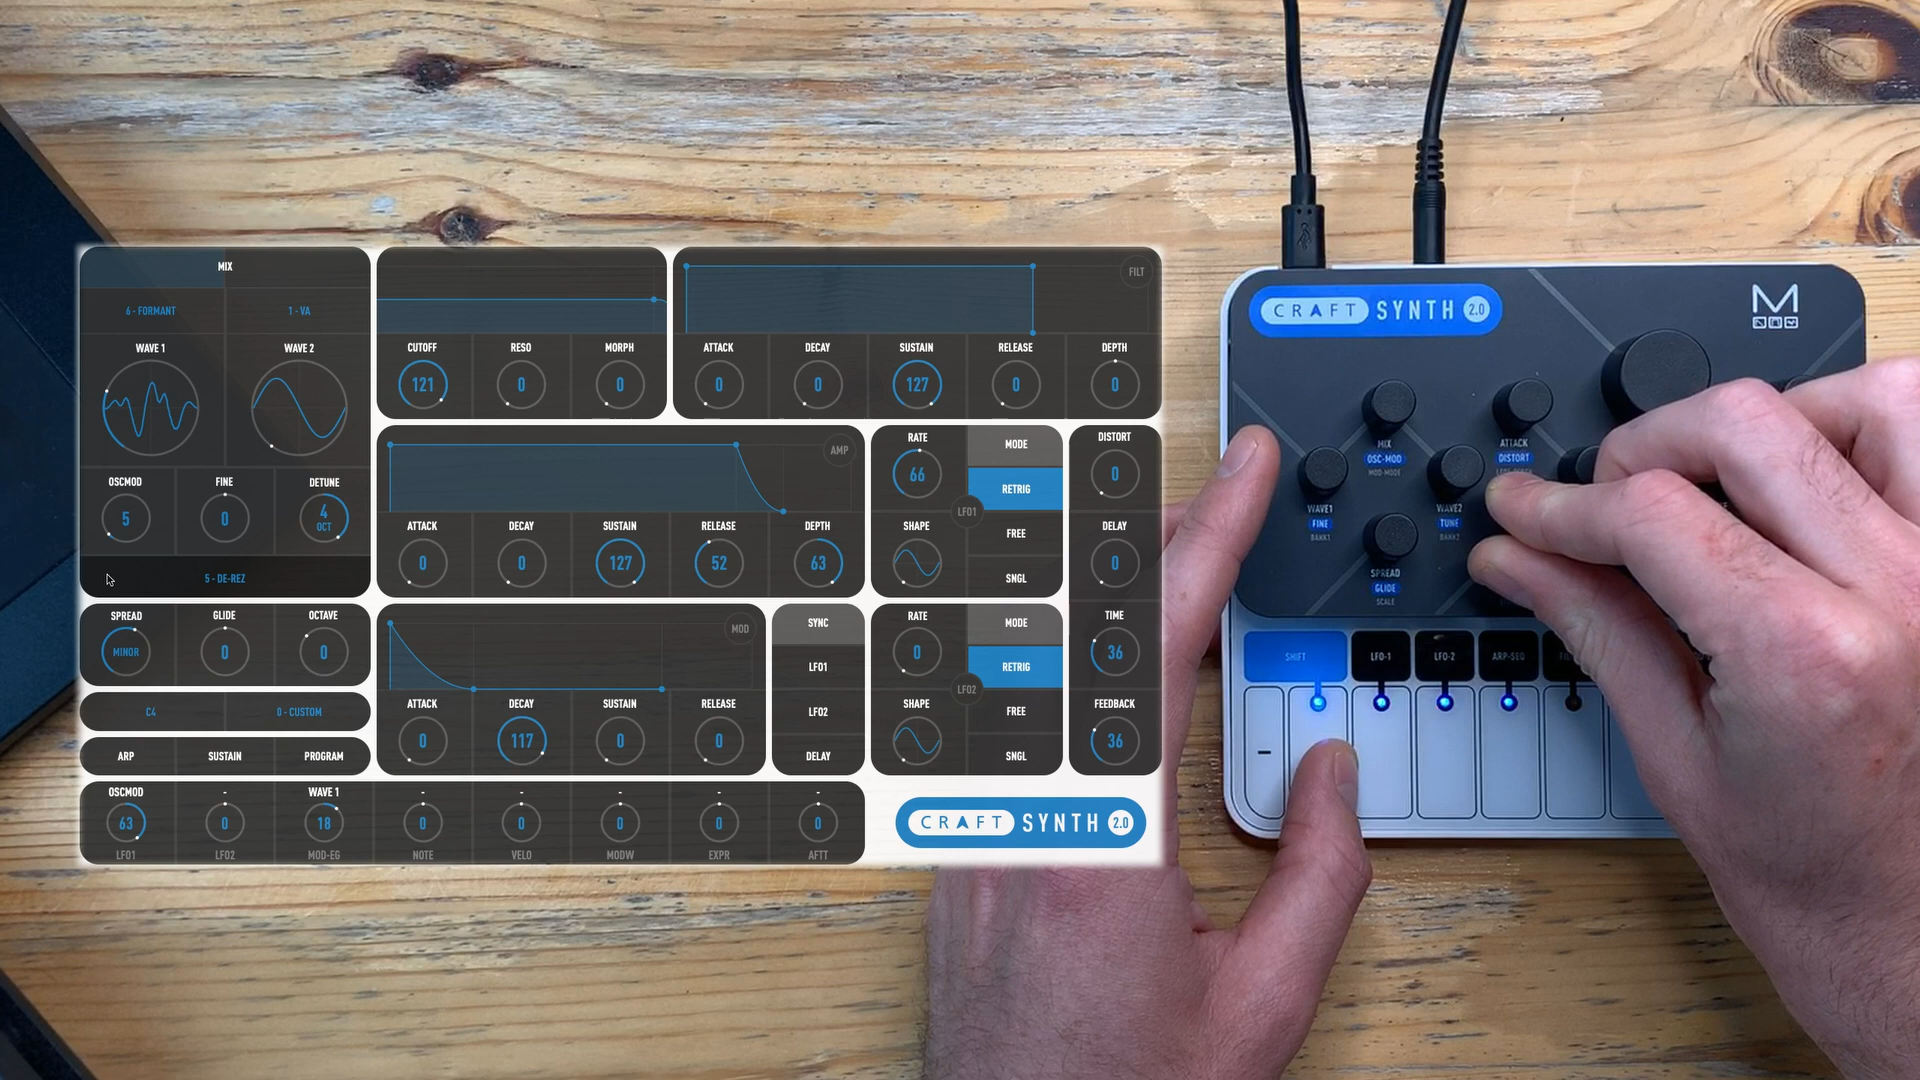 MIX
6 - FORMANT
1 - VA
WAVE 1
WAVE 2
OSCMOD
FINE
DETUNE
5
0
4
OCT
5 - DE-REZ
SPREAD
GLIDE
OCTAVE
MINOR
0
0
C4
0 - CUSTOM
ARP
SUSTAIN
PROGRAM
CUTOFF
RESO
MORPH
121
0
0
FILT
ATTACK
DECAY
SUSTAIN
RELEASE
DEPTH
0
0
127
0
0
AMP
ATTACK
DECAY
SUSTAIN
RELEASE
DEPTH
0
0
127
52
63
MOD
ATTACK
DECAY
SUSTAIN
RELEASE
0
117
0
0
SYNC
LFO1
LFO2
DELAY
RATE
66
SHAPE
LFO1
MODE
RETRIG
FREE
SNGL
RATE
0
SHAPE
LFO2
MODE
RETRIG
FREE
SNGL
DISTORT
0
DELAY
0
TIME
36
FEEDBACK
36
OSCMOD
-
WAVE 1
-
-
-
-
-
63
0
18
0
0
0
0
0
LFO1
LFO2
MOD-EG
NOTE
VELO
MODW
EXPR
AFTT
CRAFT SYNTH 2.0
CRAFT SYNTH 2.0
M
MIX
OSC-MOD
MOD-MODE
ATTACK
DISTORT
WAVE1
FINE
BANK1
WAVE2
TUNE
BANK2
SPREAD
GLIDE
SCALE
SHIFT
LFO-1
LFO-2
ARP-SEQ
-